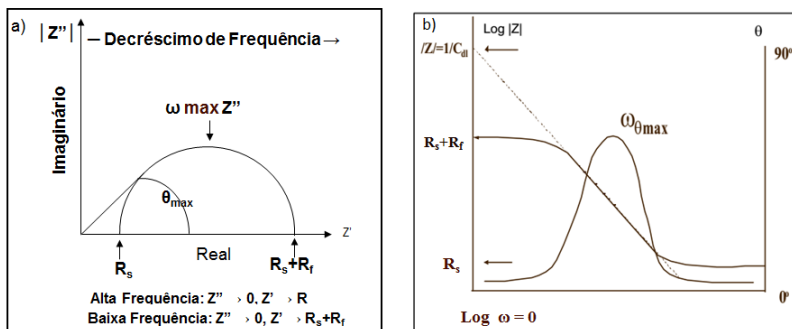 a)
|Z”|
– Decréscimo de Frequência →
Imaginário
ω max Z”
θmax
Z'
Rs
Real
Rs+Rf
Alta Frequência: Z” → 0, Z’ → R
Baixa Frequência: Z” → 0, Z’ → Rs+Rf
b)
Log |Z|
θ
/Z/=1/Cdl
90º
ωθmax
Rs+Rf
Rs
0º
Log ω = 0